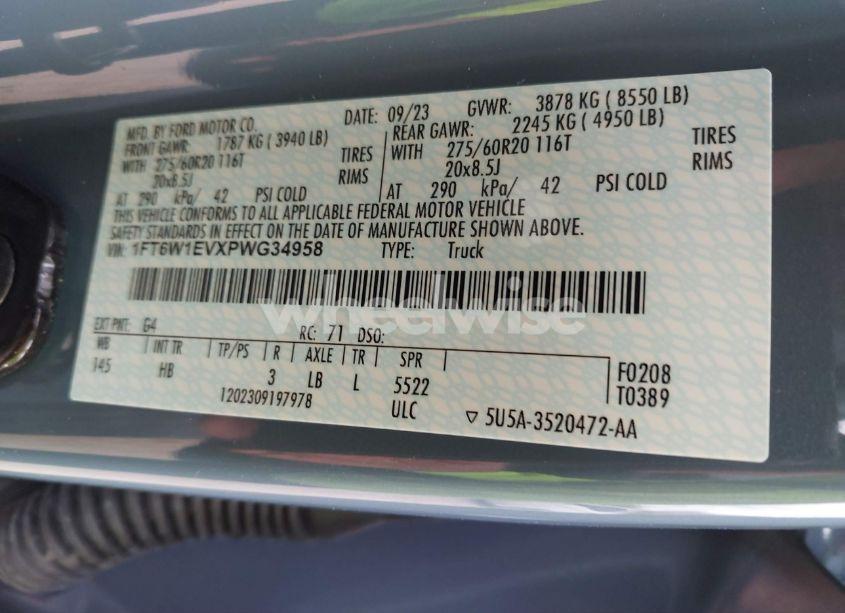 MFD. BY FORD MOTOR CO.
DATE: 09/23 GVWR: 3878 KG ( 8550 LB)
FRONT GAWR: 1787 KG ( 3940 LB)
REAR GAWR: 2245 KG ( 4950 LB)
WITH 275/60R20 116T TIRES
WITH 275/60R20 116T TIRES
20x8.5J RIMS
20x8.5J RIMS
AT 290 kPa/ 42 PSI COLD
AT 290 kPa/ 42 PSI COLD
THIS VEHICLE CONFORMS TO ALL APPLICABLE FEDERAL MOTOR VEHICLE
SAFETY STANDARDS IN EFFECT ON THE DATE OF MANUFACTURE SHOWN ABOVE.
VIN: 1FT6W1EVXPWG34958 TYPE: Truck
wheelwise
EXT PNT: G4 RC: 71 DSO:
WB INT TR TP/PS R AXLE TR SPR
145 HB 3 LB L 5522
F0208
T0389
1202309197978 ULC
▽ 5U5A-3520472-AA